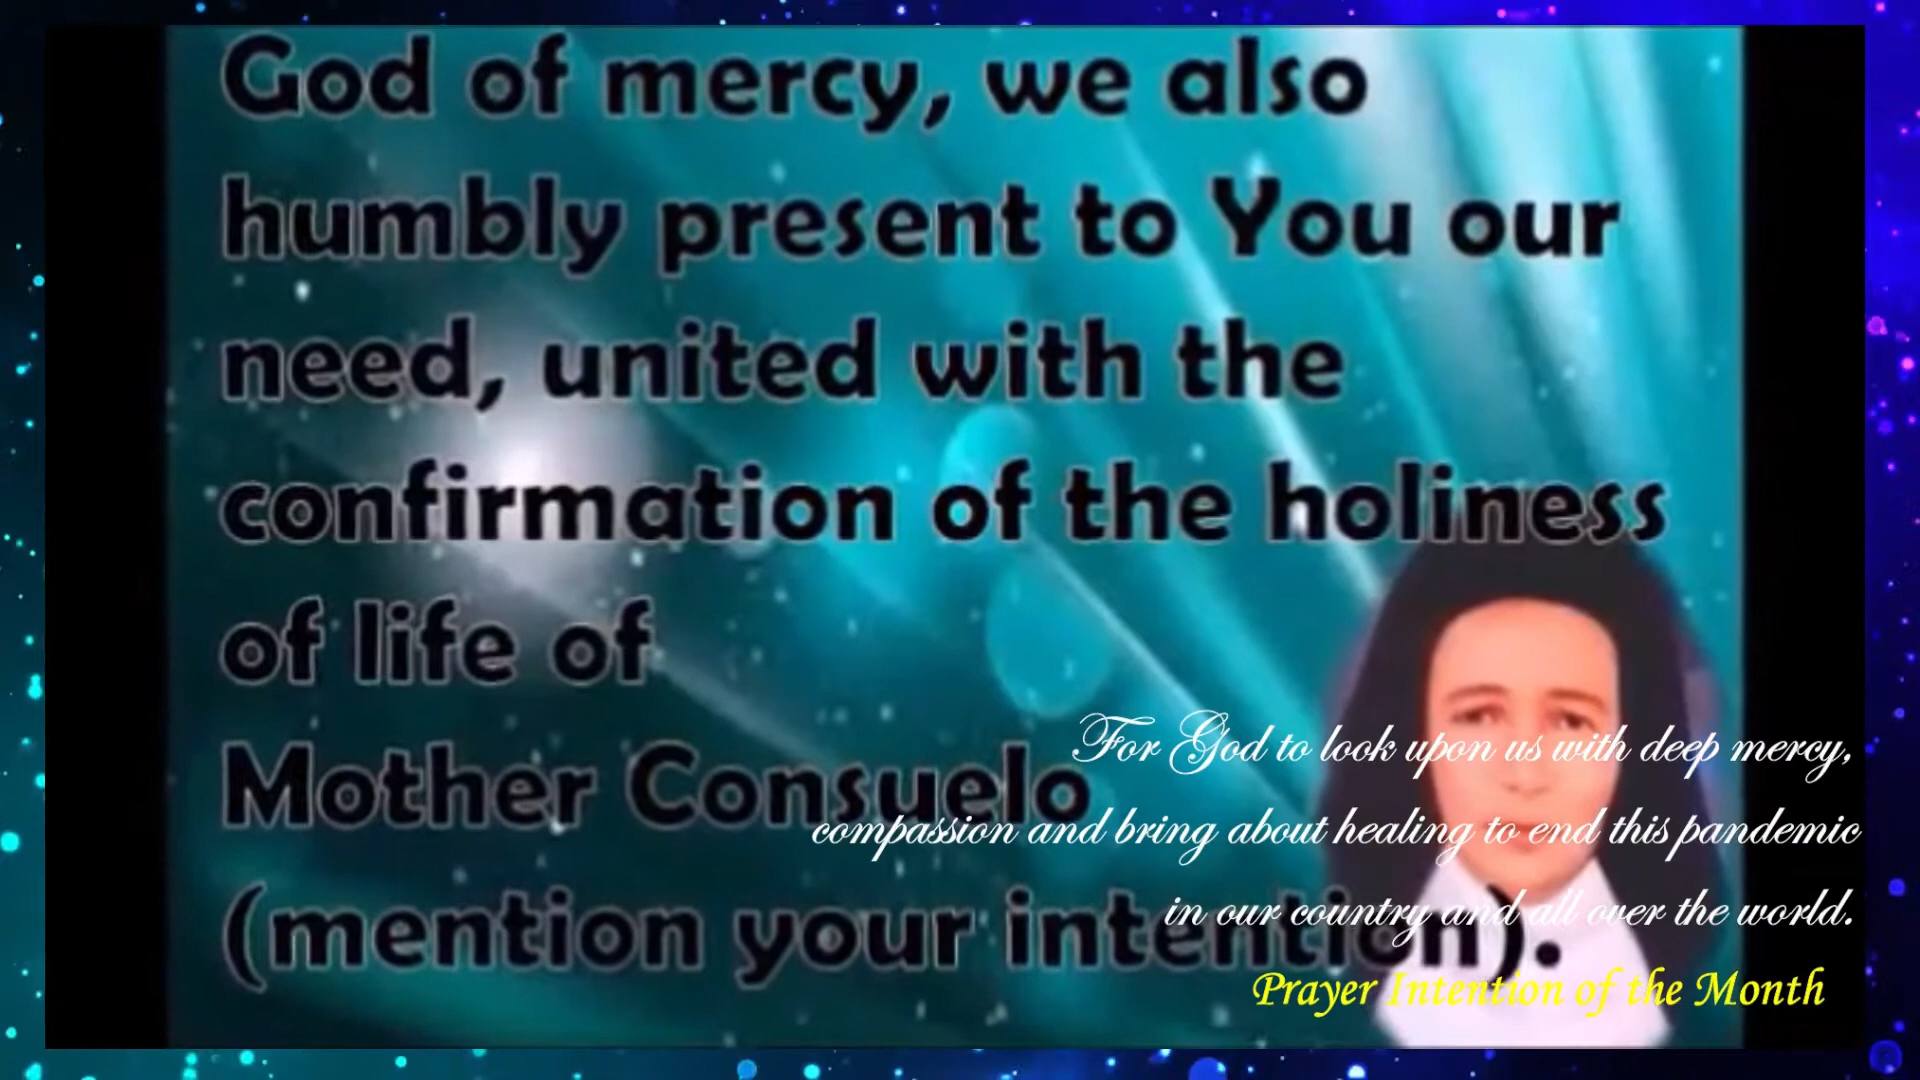 God of mercy, we also
humbly present to You our
need, united with the
confirmation of the holiness
of life of
Mother Consuelo
(mention your intention).
For God to look upon us with deep mercy,
compassion and bring about healing to end this pandemic
in our country and all over the world.
Prayer Intention of the Month